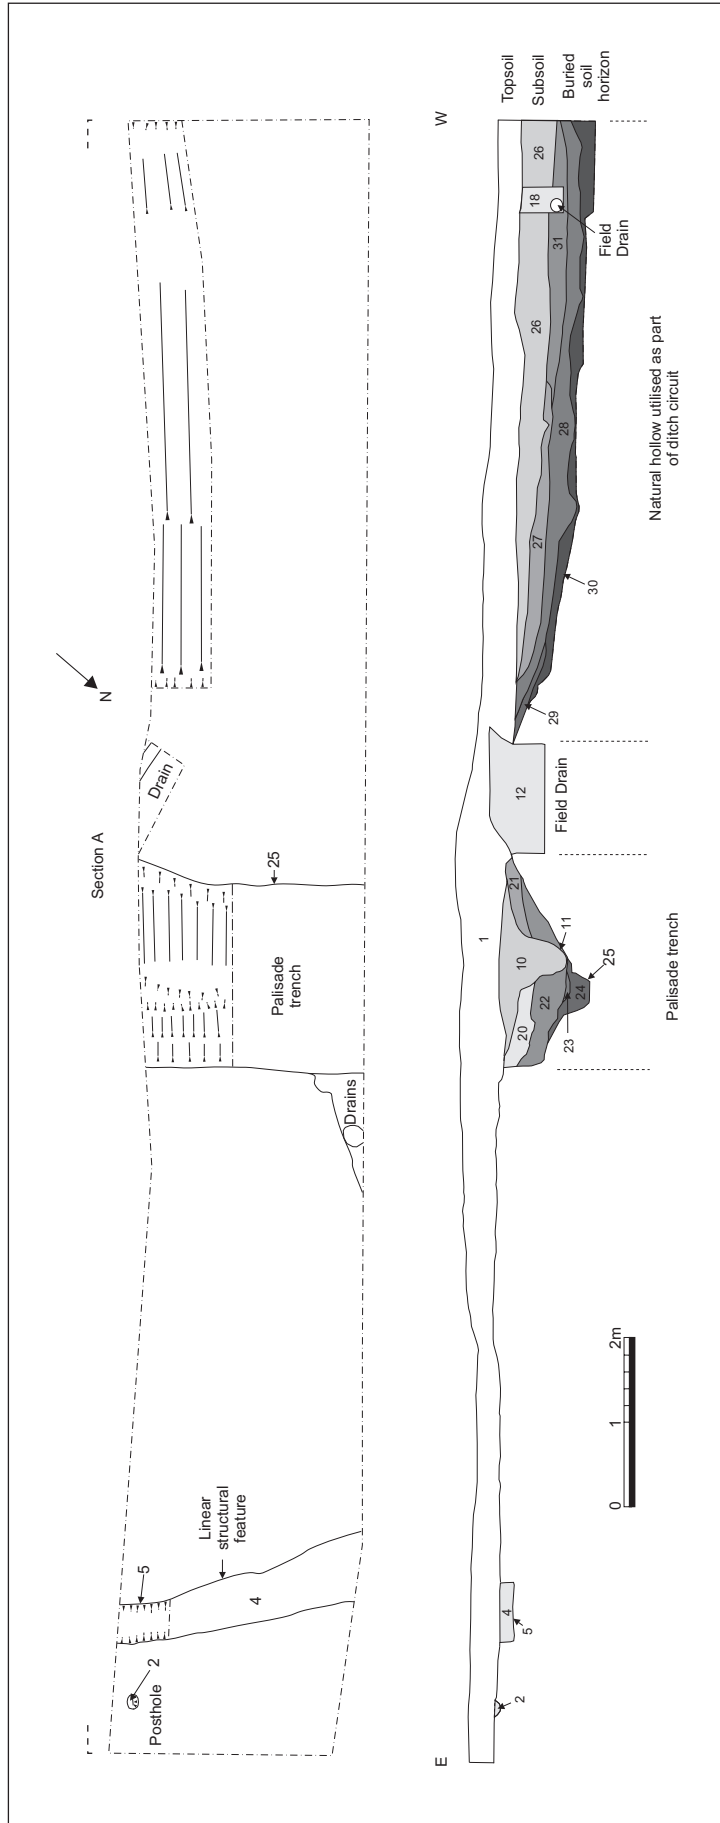 Section A
N
Drain
25
Palisade
trench
Drains
Linear
structural
feature
5
4
2
Posthole
W
E
Topsoil
Subsoil
Buried
soil
horizon
26
18
Field
Drain
31
26
28
27
30
29
Natural hollow utilised as part
of ditch circuit
12
Field Drain
1
21
11
10
25
22
24
20
23
Palisade trench
0
1
2m
4
5
2